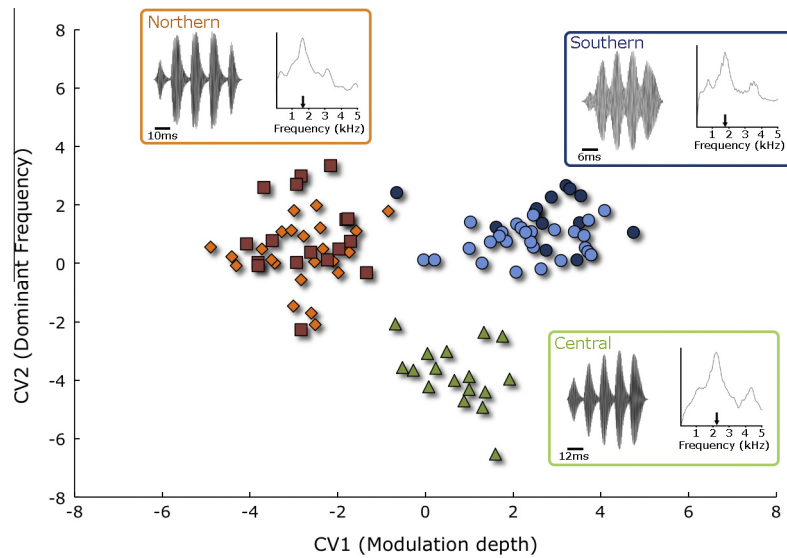 Northern
10ms
1 2 3 4 5
Frequency (kHz)
Southern
6ms
1 2 3 4 5
Frequency (kHz)
Central
12ms
1 2 3 4 5
Frequency (kHz)
CV2 (Dominant Frequency)
8
6
4
2
0
-2
-4
-6
-8
-8 -6 -4 -2 0 2 4 6 8
CV1 (Modulation depth)